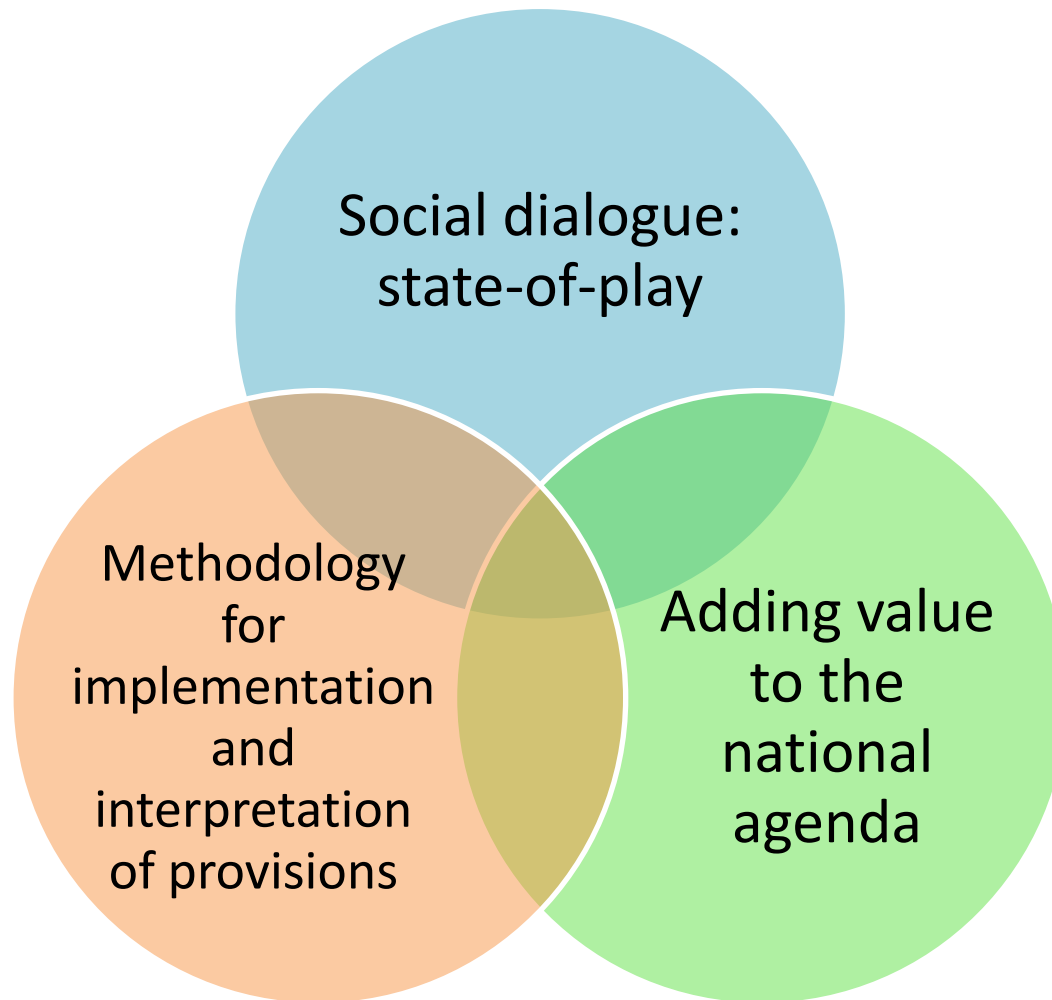 Social dialogue:
state-of-play
Methodology
for
implementation
and
interpretation
of provisions
Adding value
to the
national
agenda